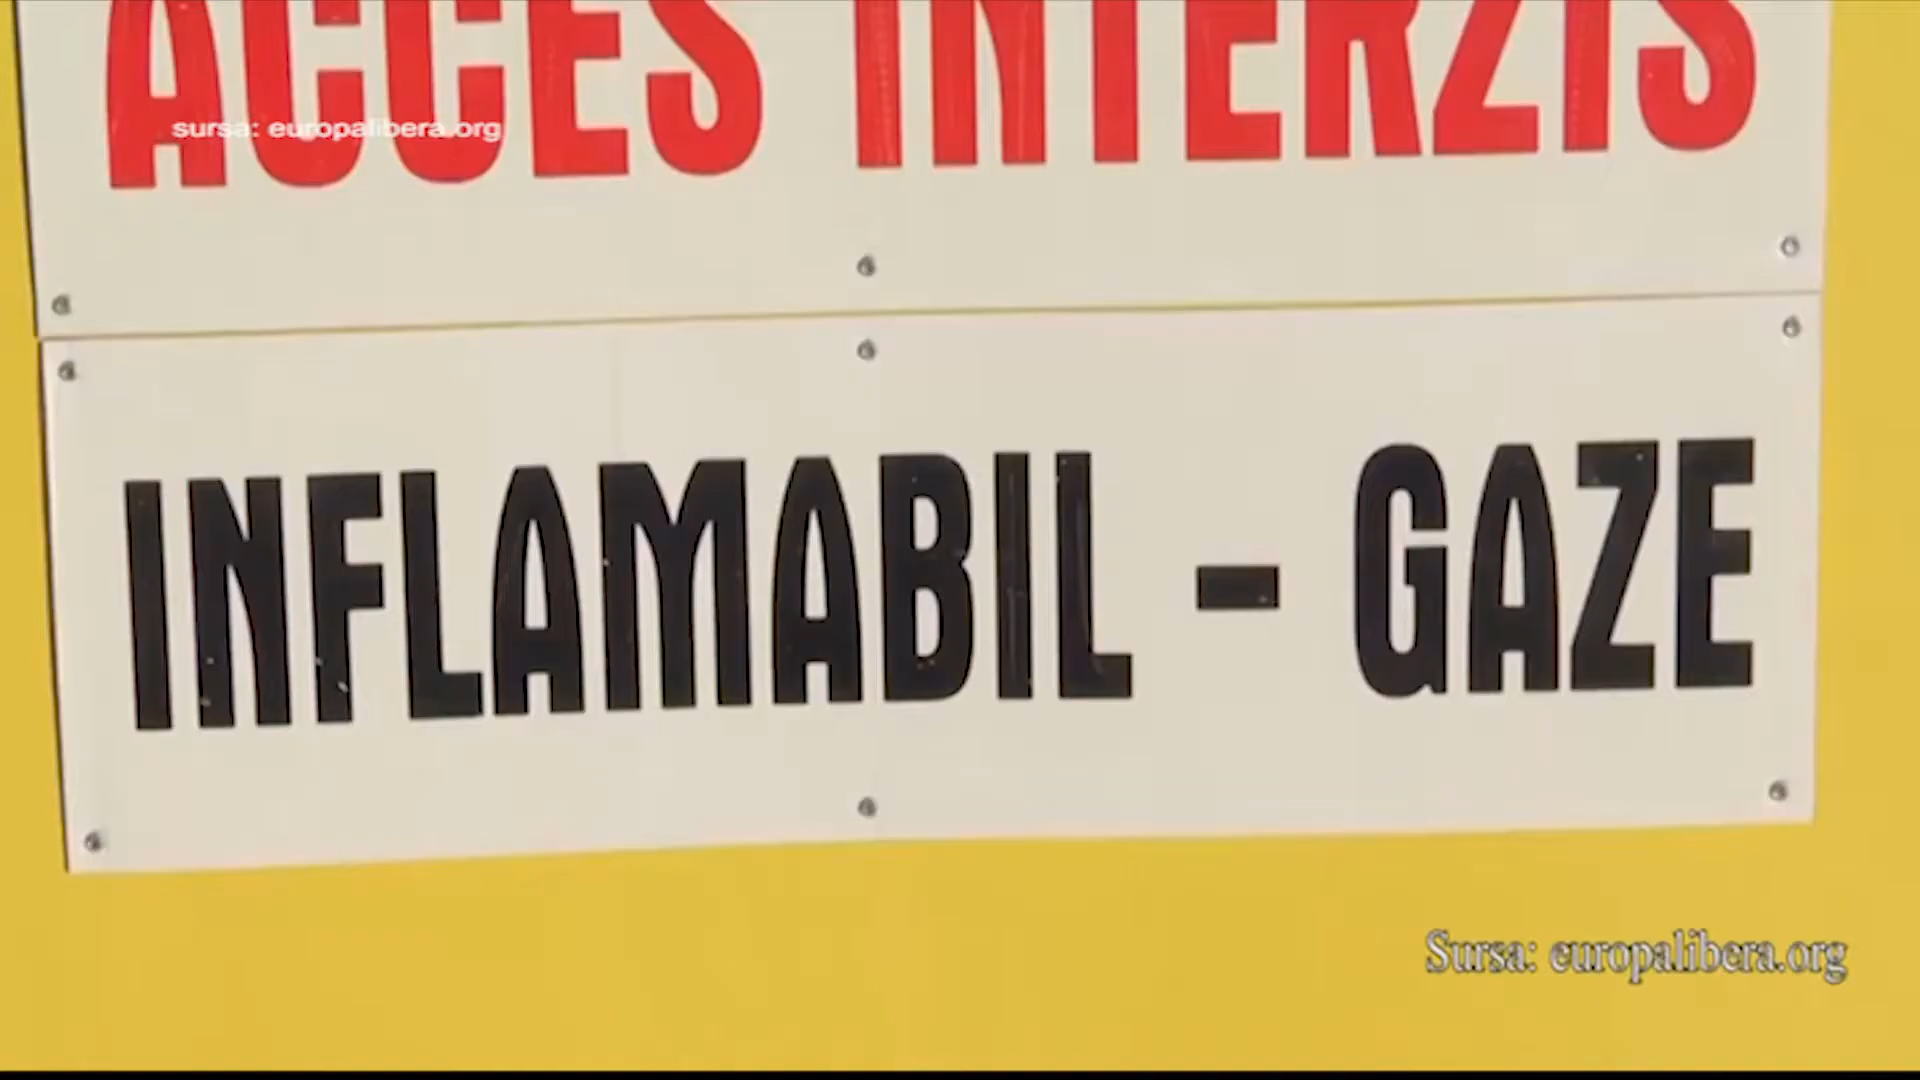 ACCES INTERZIS
sursa: europalibera.org
INFLAMABIL - GAZE
Sursa: europalibera.org